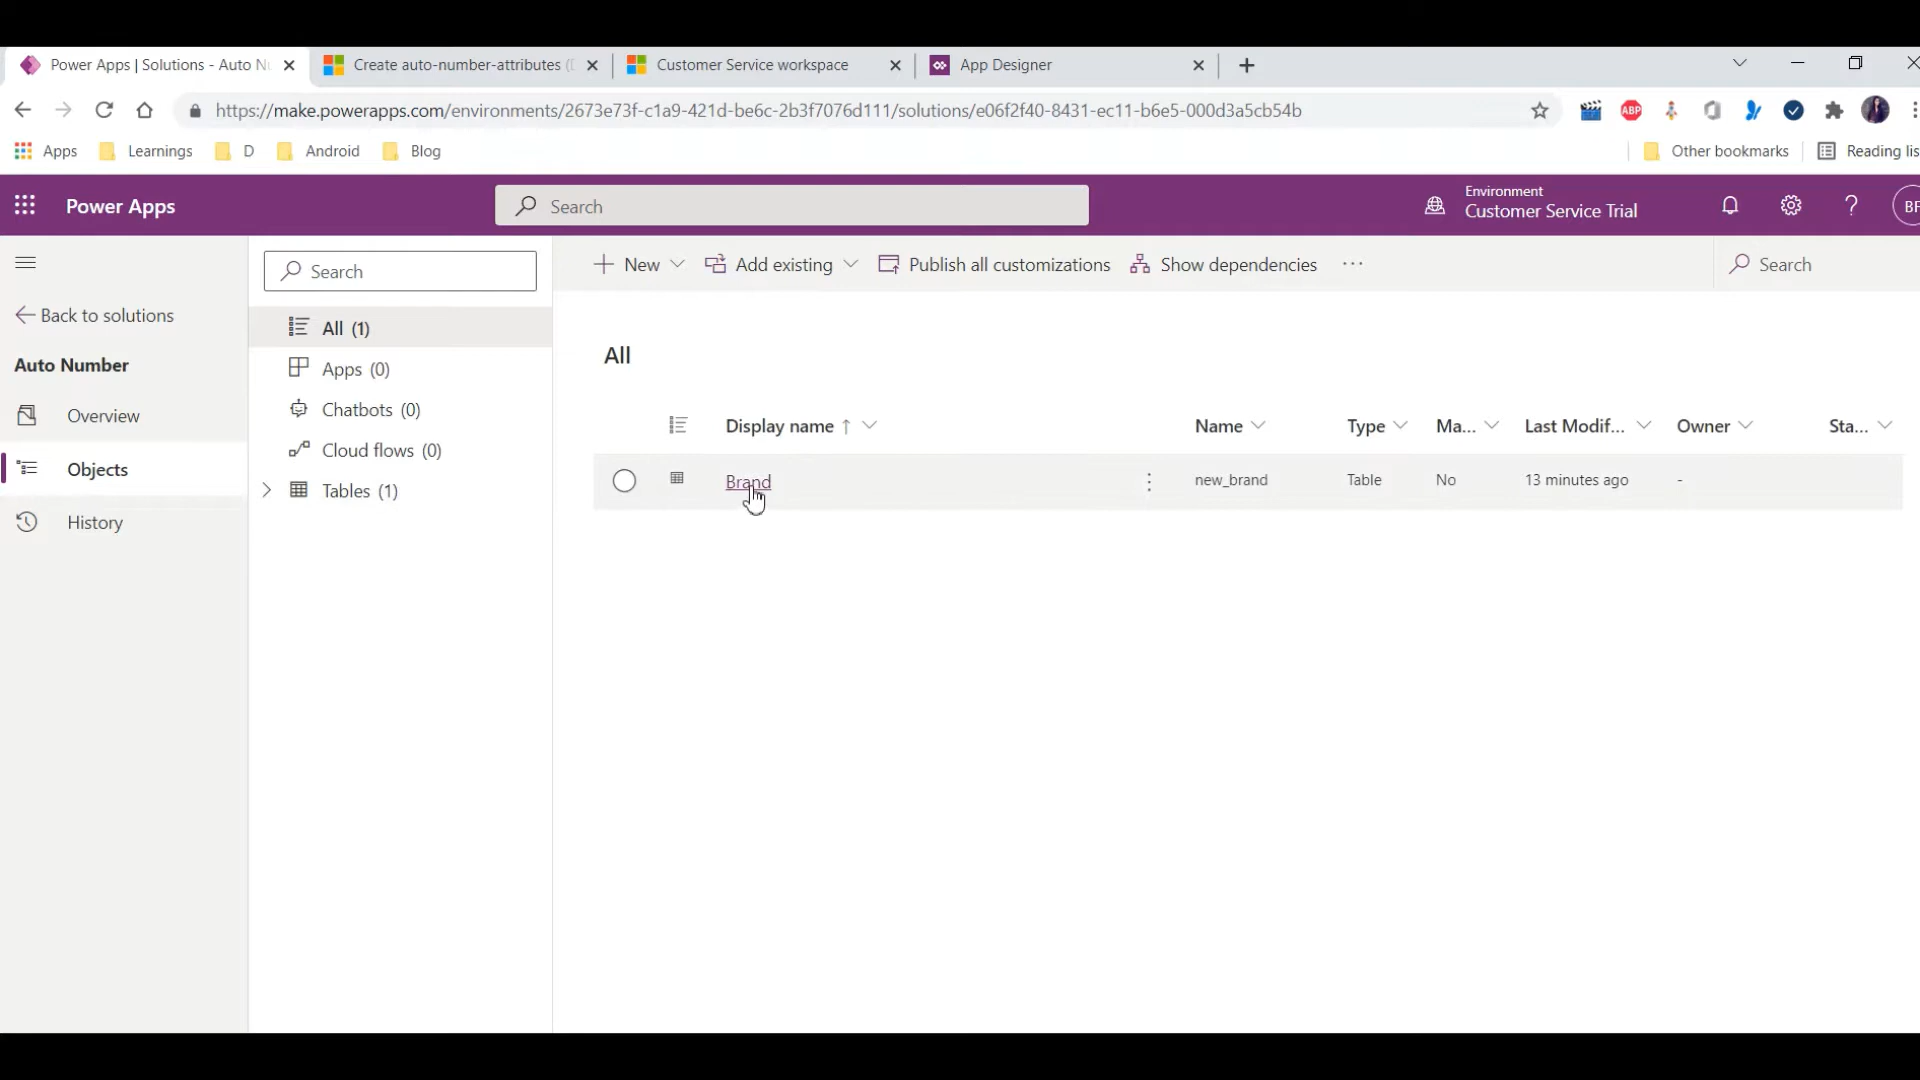 Power Apps | Solutions - Auto Nu
Create auto-number-attributes (D
Customer Service workspace
App Designer
https://make.powerapps.com/environments/2673e73f-c1a9-421d-be6c-2b3f7076d111/solutions/e06f2f40-8431-ec11-b6e5-000d3a5cb54b
ABP
Apps
Learnings
D
Android
Blog
Other bookmarks
Reading lis
Power Apps
Search
Environment
Customer Service Trial
Search
New
Add existing
Publish all customizations
Show dependencies
Search
Back to solutions
Auto Number
Overview
Objects
History
All (1)
Apps (0)
Chatbots (0)
Cloud flows (0)
Tables (1)
All
Display name
Name
Type
Ma...
Last Modif...
Owner
Sta...
Brand
new_brand
Table
No
13 minutes ago
-